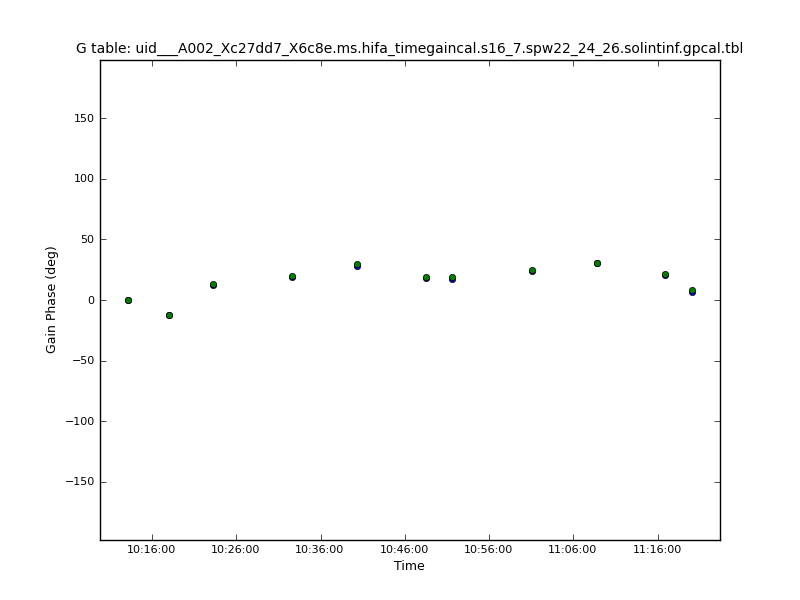 G table: uid___A002_Xc27dd7_X6c8e.ms.hifa_timegaincal.s16_7.spw22_24_26.solintinf.gpcal.tbl
150
100
50
0
−50
−100
−150
Gain Phase (deg)
10:16:00 10:26:00 10:36:00 10:46:00 10:56:00 11:06:00 11:16:00
Time